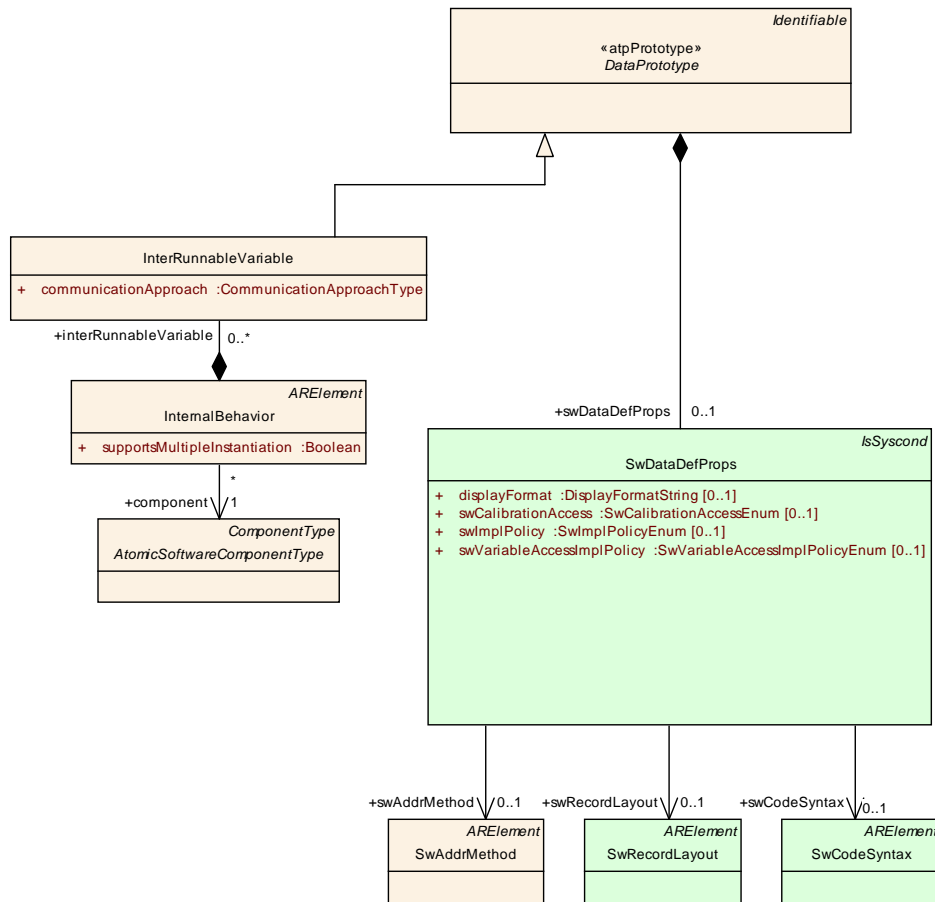 Identifiable
«atpPrototype»
DataPrototype
InterRunnableVariable
+ communicationApproach :CommunicationApproachType
+interRunnableVariable 0..*
ARElement
InternalBehavior
+ supportsMultipleInstantiation :Boolean
*
+component 1
ComponentType
AtomicSoftwareComponentType
+swDataDefProps 0..1
IsSyscond
SwDataDefProps
+ displayFormat :DisplayFormatString [0..1]
+ swCalibrationAccess :SwCalibrationAccessEnum [0..1]
+ swImplPolicy :SwImplPolicyEnum [0..1]
+ swVariableAccessImplPolicy :SwVariableAccessImplPolicyEnum [0..1]
+swAddrMethod 0..1
+swRecordLayout 0..1
+swCodeSyntax 0..1
ARElement
SwAddrMethod
ARElement
SwRecordLayout
ARElement
SwCodeSyntax